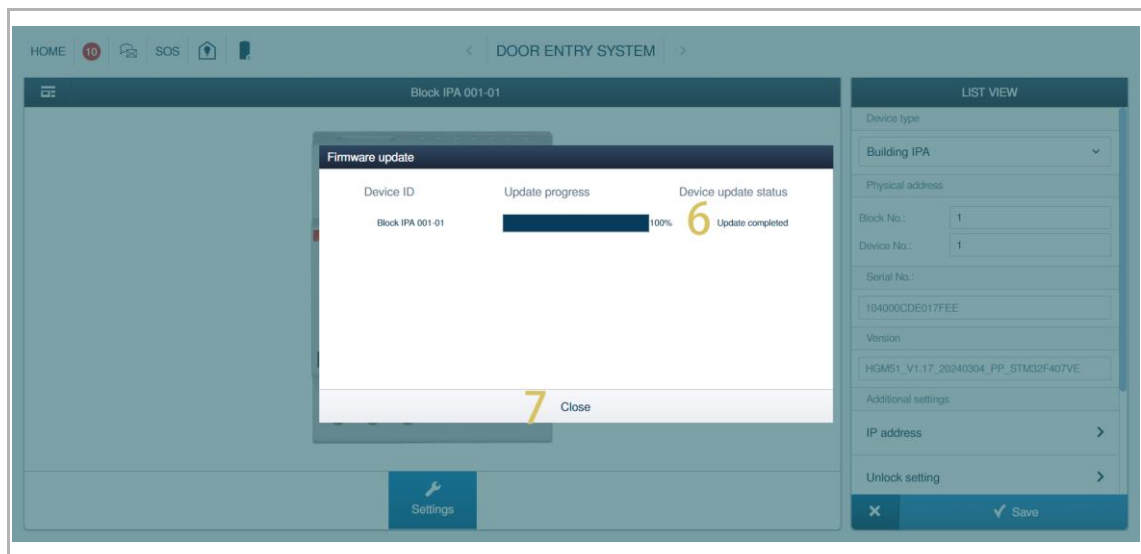 HOME 10 SOS < DOOR ENTRY SYSTEM >
Block IPA 001-01
Firmware update
Device ID Update progress Device update status
Block IPA 001-01 100% 6 Update completed
7 Close
Settings
LIST VIEW
Device type
Building IPA
Physical address
Block No.: 1
Device No.: 1
Serial No.:
104000CDE017FEE
Version
HGM51_V1.17_20240304_PP_STM32F407VE
Additional settings
IP address >
Unlock setting >
× ✓ Save